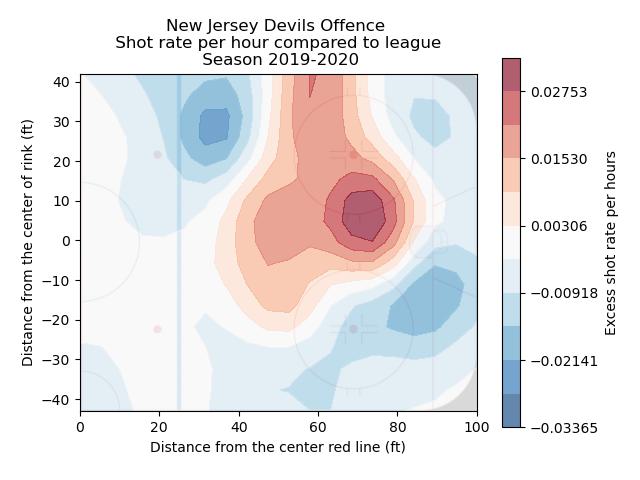 New Jersey Devils Offence
Shot rate per hour compared to league
Season 2019-2020
40
30
20
10
0
−10
−20
−30
−40
Distance from the center of rink (ft)
0 20 40 60 80 100
Distance from the center red line (ft)
0.02753
0.01530
0.00306
−0.00918
−0.02141
−0.03365
Excess shot rate per hours